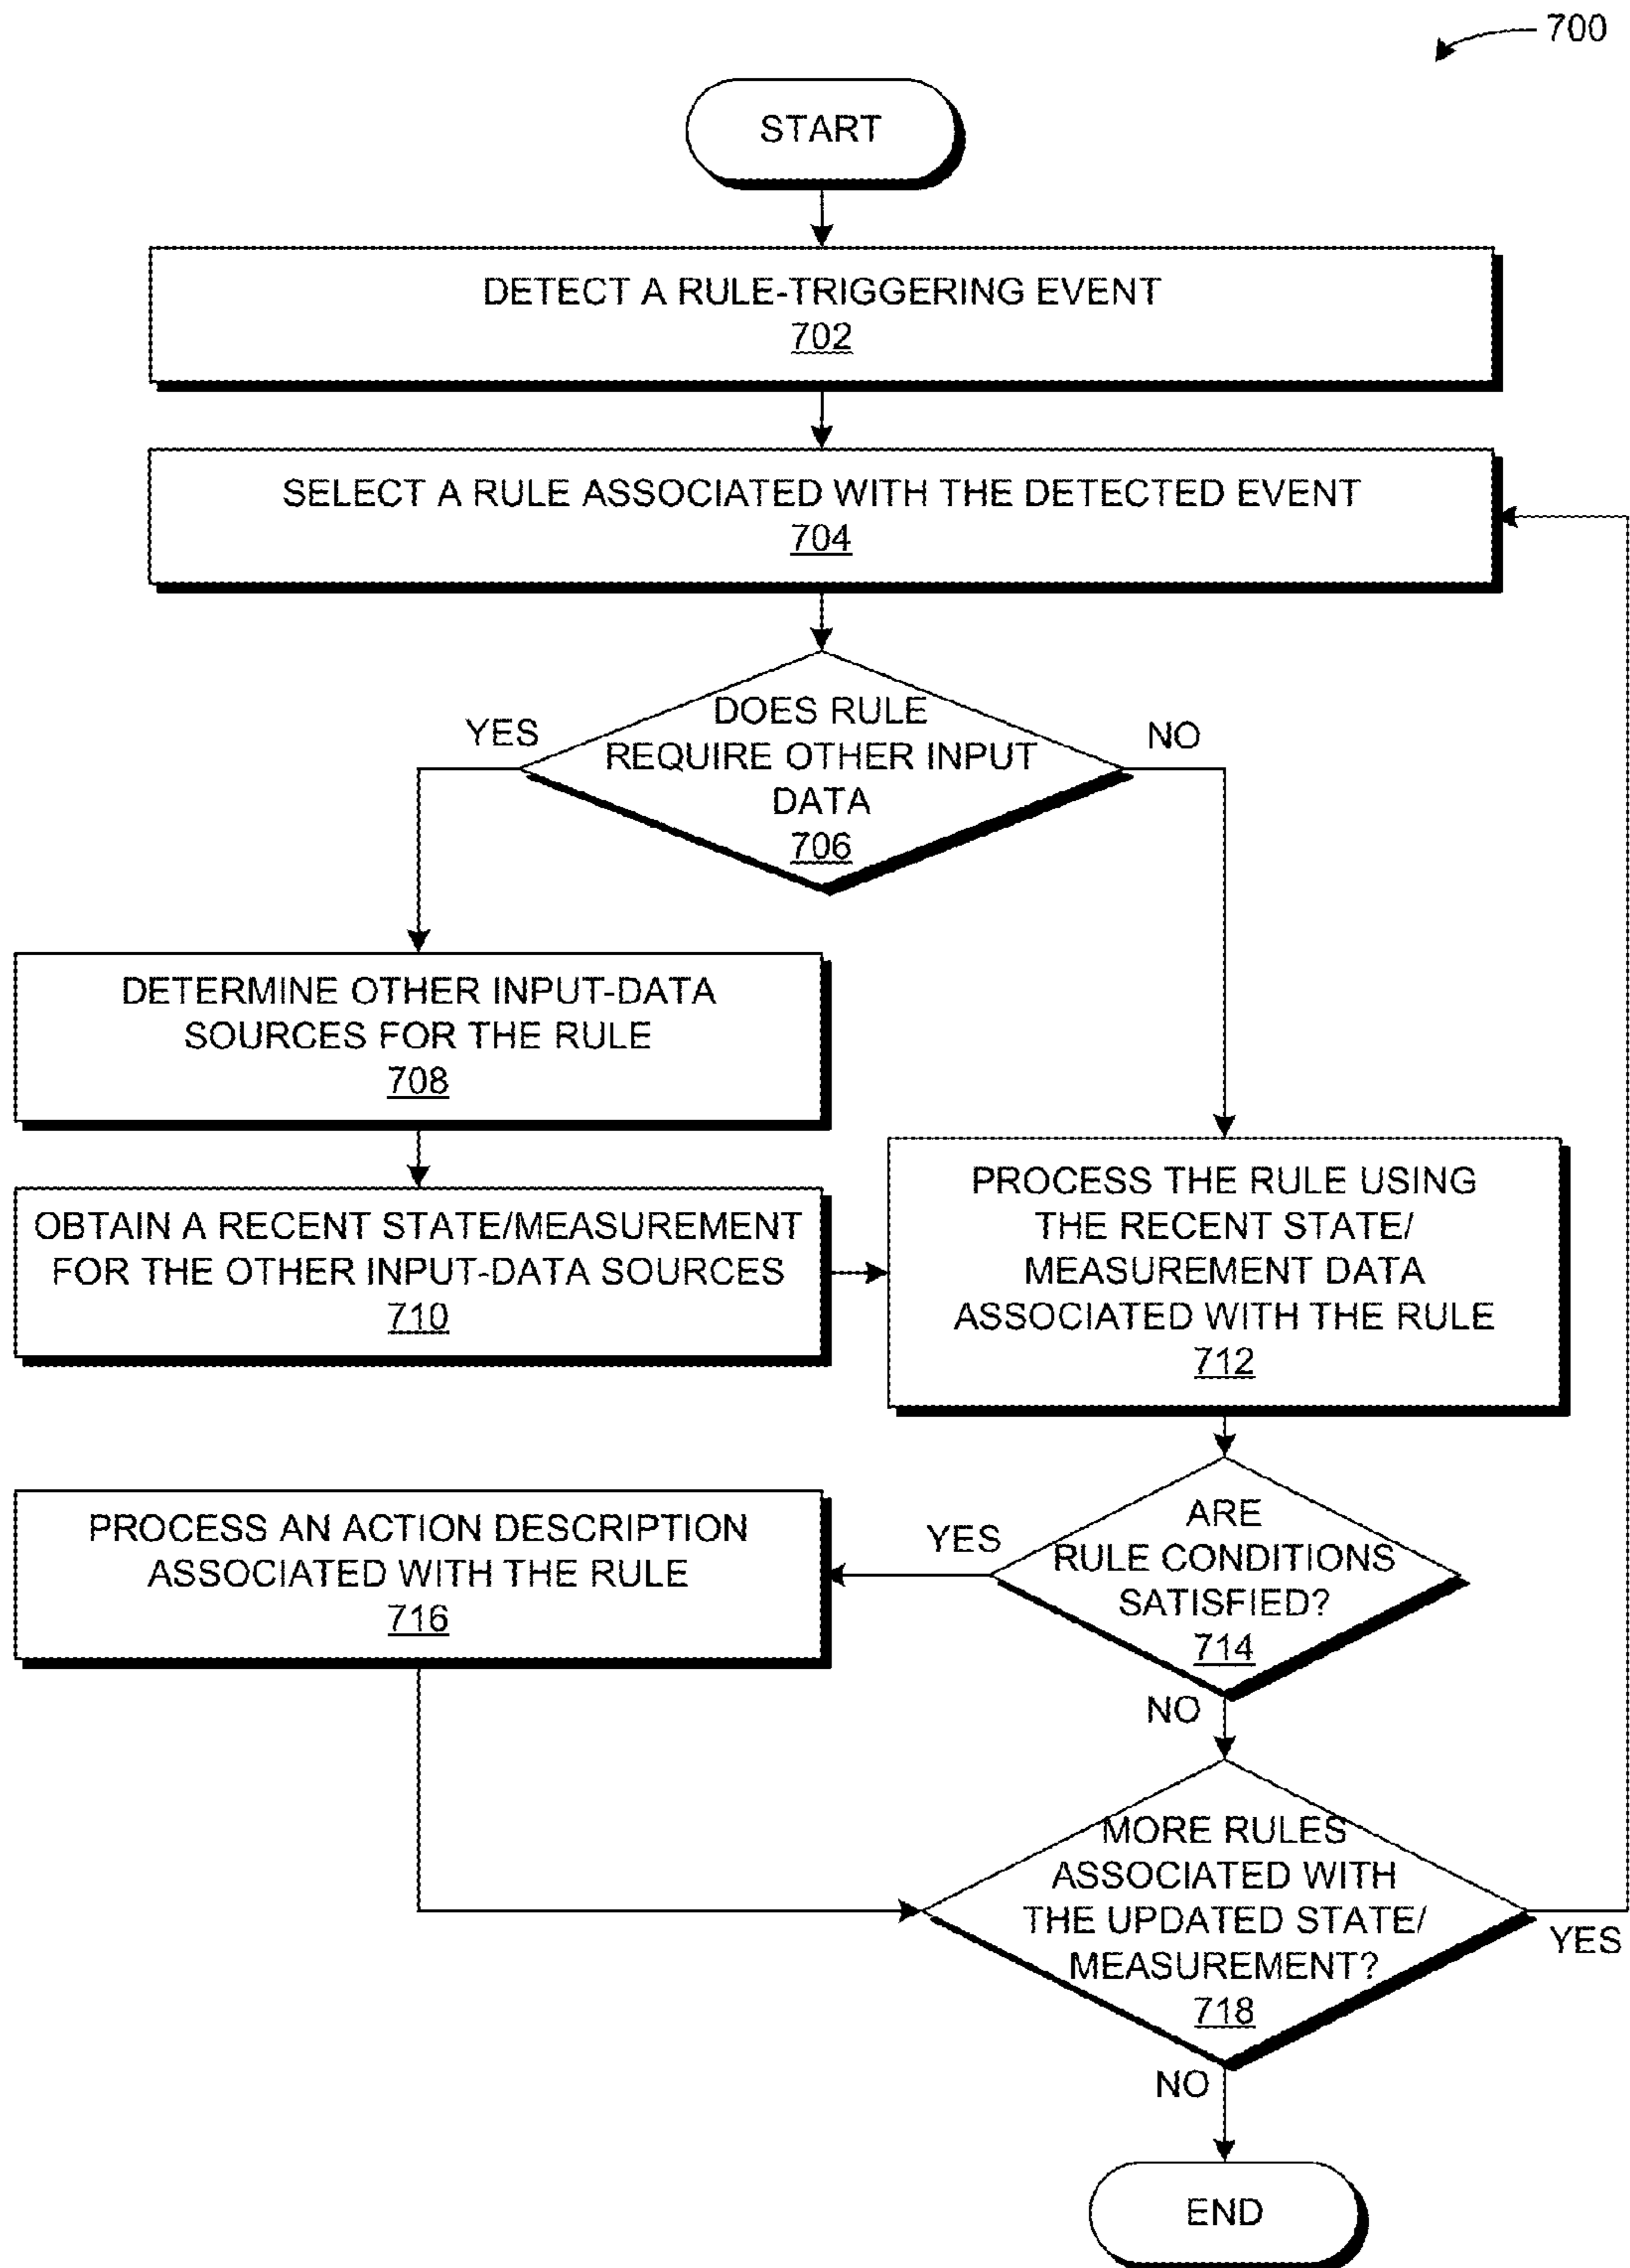 700
START
DETECT A RULE-TRIGGERING EVENT
702
SELECT A RULE ASSOCIATED WITH THE DETECTED EVENT
704
DOES RULE
REQUIRE OTHER INPUT
DATA
706
YES
NO
DETERMINE OTHER INPUT-DATA
SOURCES FOR THE RULE
708
OBTAIN A RECENT STATE/MEASUREMENT
FOR THE OTHER INPUT-DATA SOURCES
710
PROCESS THE RULE USING
THE RECENT STATE/
MEASUREMENT DATA
ASSOCIATED WITH THE RULE
712
ARE
RULE CONDITIONS
SATISFIED?
714
YES
NO
PROCESS AN ACTION DESCRIPTION
ASSOCIATED WITH THE RULE
716
MORE RULES
ASSOCIATED WITH
THE UPDATED STATE/
MEASUREMENT?
718
YES
NO
END